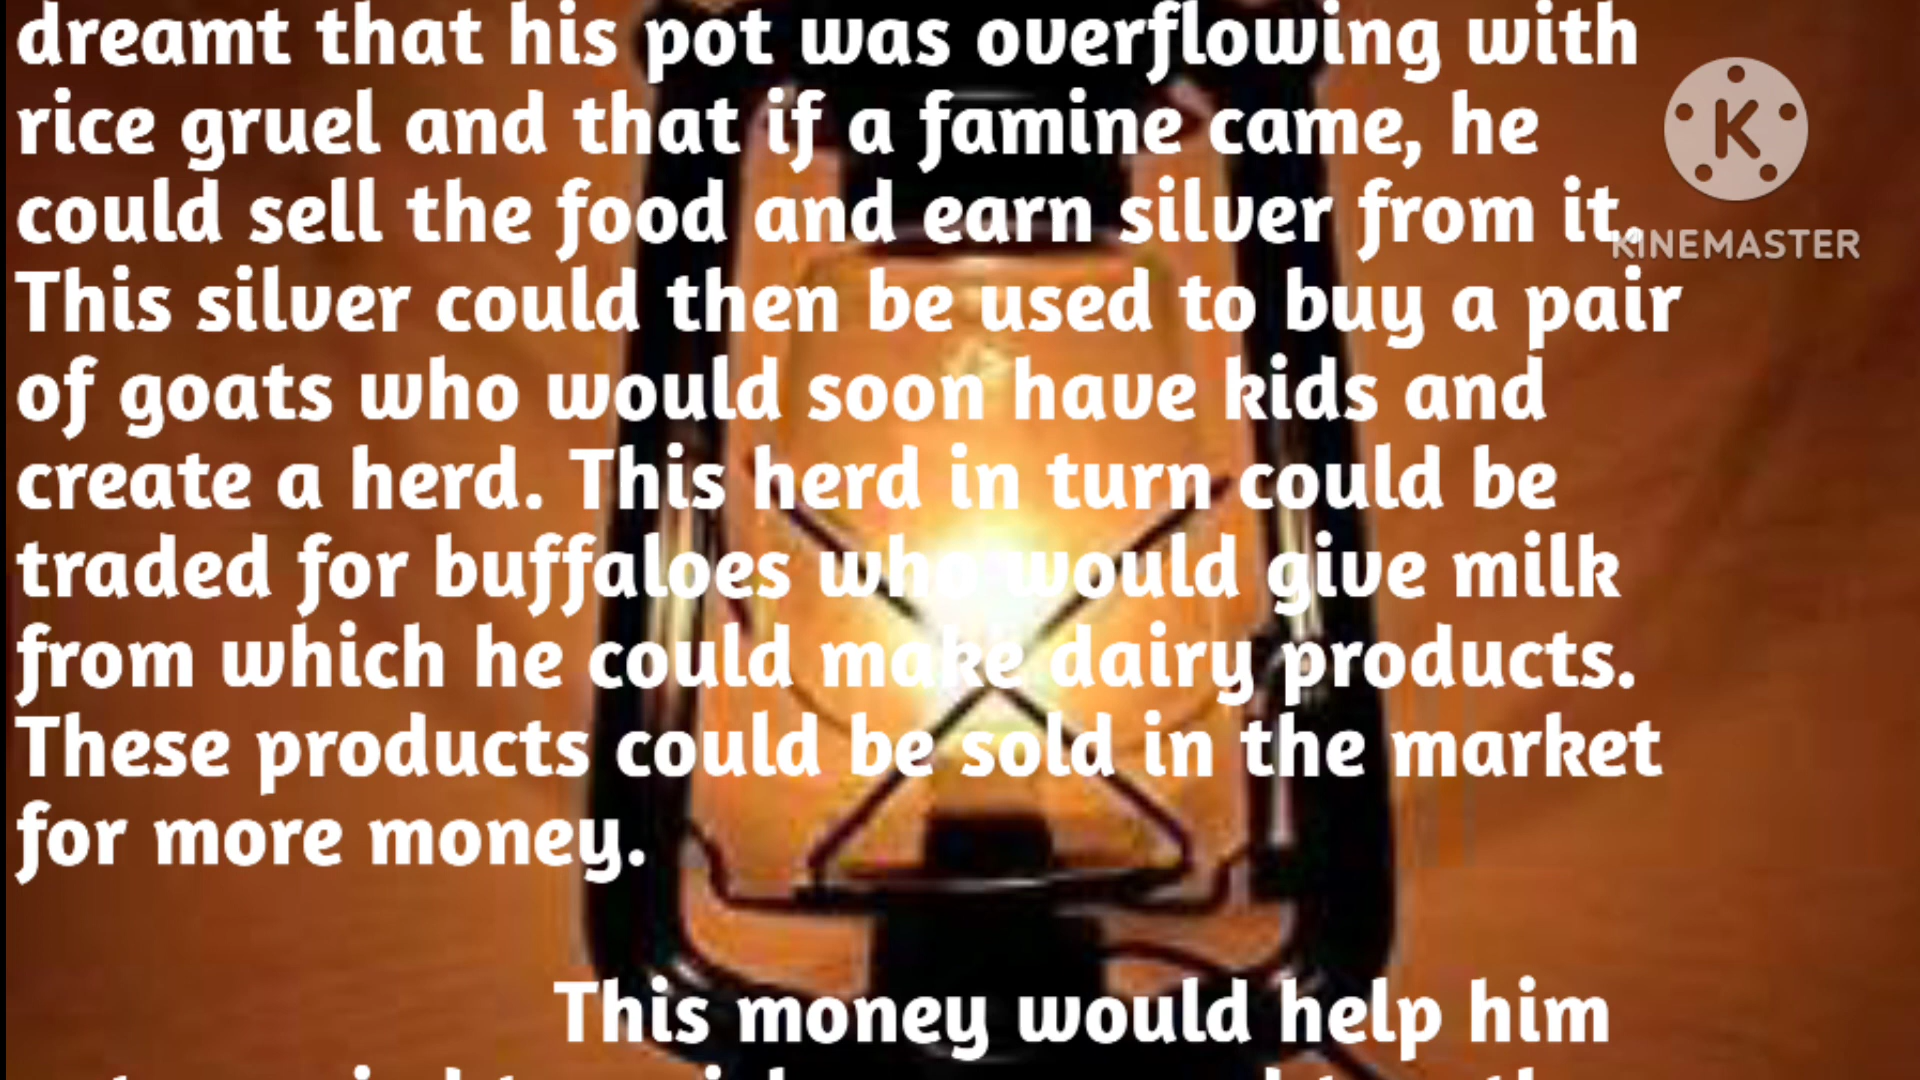 dreamt that his pot was overflowing with
rice gruel and that if a famine came, he
could sell the food and earn silver from it.
This silver could then be used to buy a pair
of goats who would soon have kids and
create a herd. This herd in turn could be
traded for buffaloes who would give milk
from which he could make dairy products.
These products could be sold in the market
for more money.
This money would help him
K
KINEMASTER